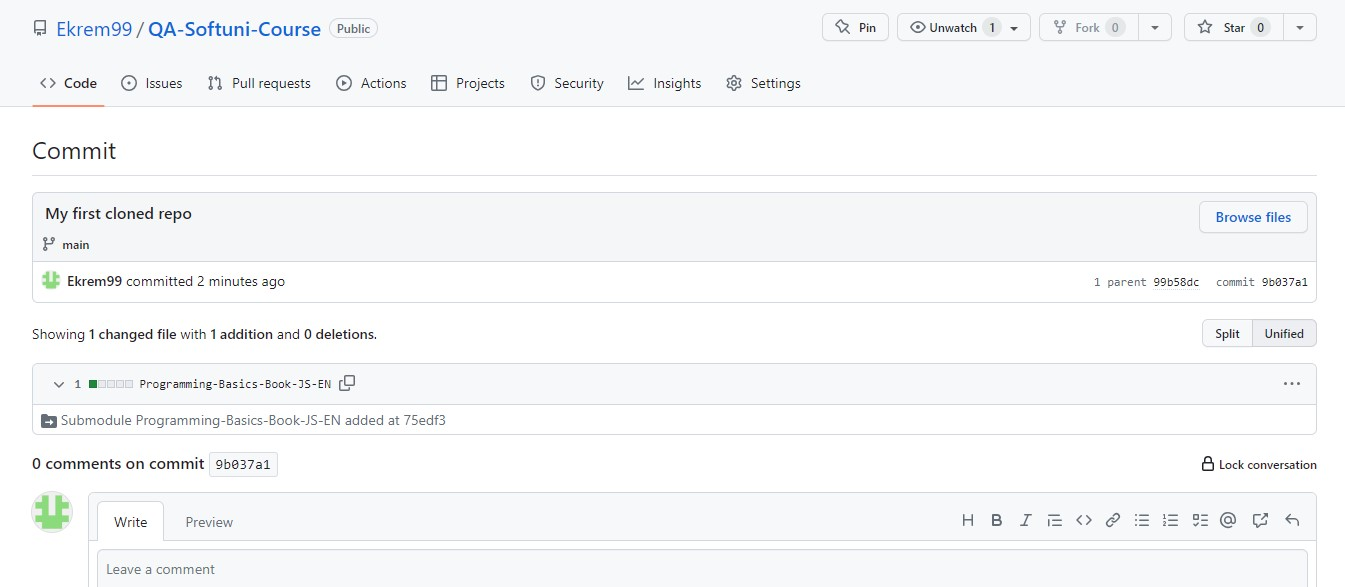 Ekrem99 / QA-Softuni-Course Public Pin Unwatch 1 Fork 0 Star 0
Code Issues Pull requests Actions Projects Security Insights Settings
Commit
My first cloned repo Browse files
main
Ekrem99 committed 2 minutes ago 1 parent 99b58dc commit 9b037a1
Showing 1 changed file with 1 addition and 0 deletions. Split Unified
1 Programming-Basics-Book-JS-EN
Submodule Programming-Basics-Book-JS-EN added at 75edf3
0 comments on commit 9b037a1 Lock conversation
Write Preview
Leave a comment